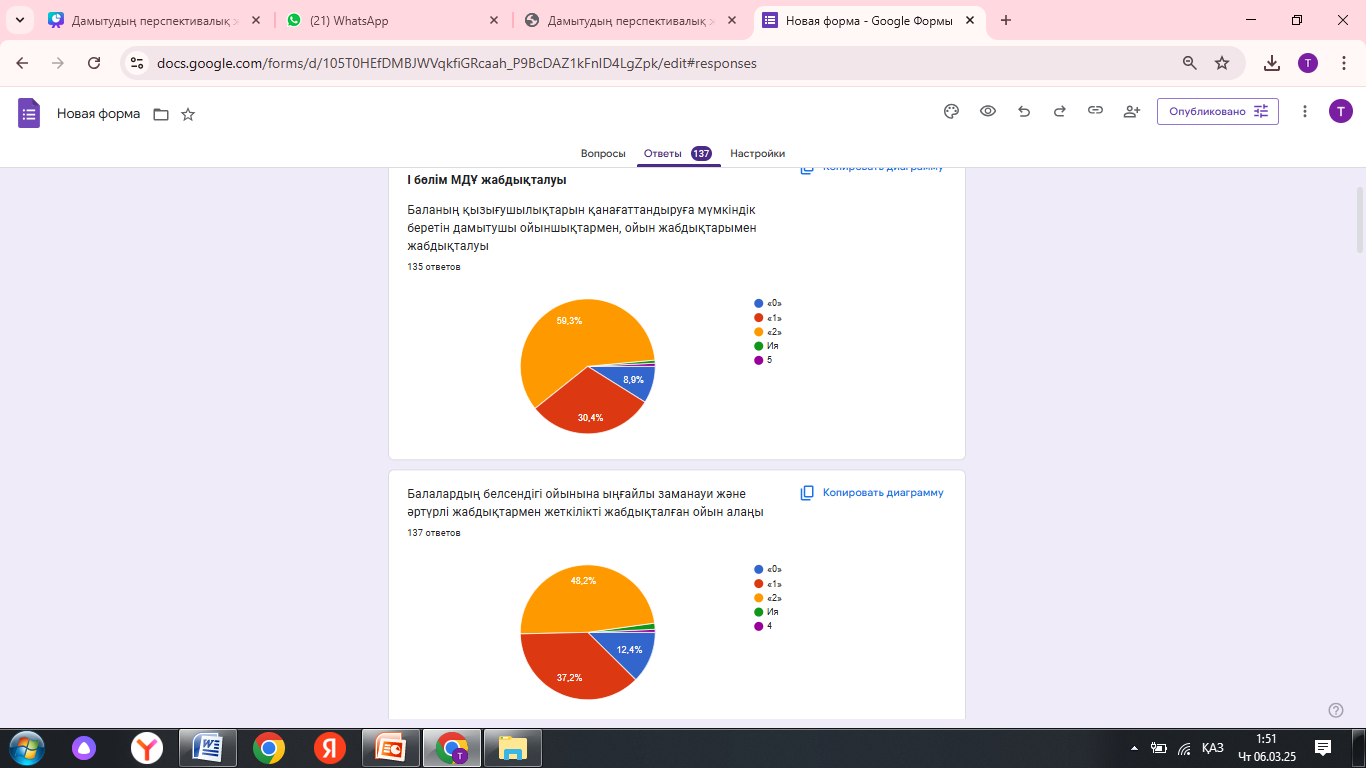 Дамытудың перспективалық
(21) WhatsApp
Дамытудың перспективалық
Новая форма - Google Формы
docs.google.com/forms/d/105T0HEfDMBJWVqkfiGRcaah_P9BcDAZ1kFnlD4LgZpk/edit#responses
T
Новая форма
Опубликовано
T
Вопросы
Ответы 137
Настройки
I бөлім МДҰ жабдықталуы
Копировать диаграмму
Баланың қызығушылықтарын қанағаттандыруға мүмкіндік
беретін дамытушы ойыншықтармен, ойын жабдықтарымен
жабдықталуы
135 ответов
59,3%
8,9%
30,4%
«0»
«1»
«2»
Ия
5
Балалардың белсендігі ойынына ыңғайлы заманауи және
әртүрлі жабдықтармен жеткілікті жабдықталған ойын алаңы
Копировать диаграмму
137 ответов
48,2%
12,4%
37,2%
«0»
«1»
«2»
Ия
4
ҚАЗ
1:51
Чт 06.03.25